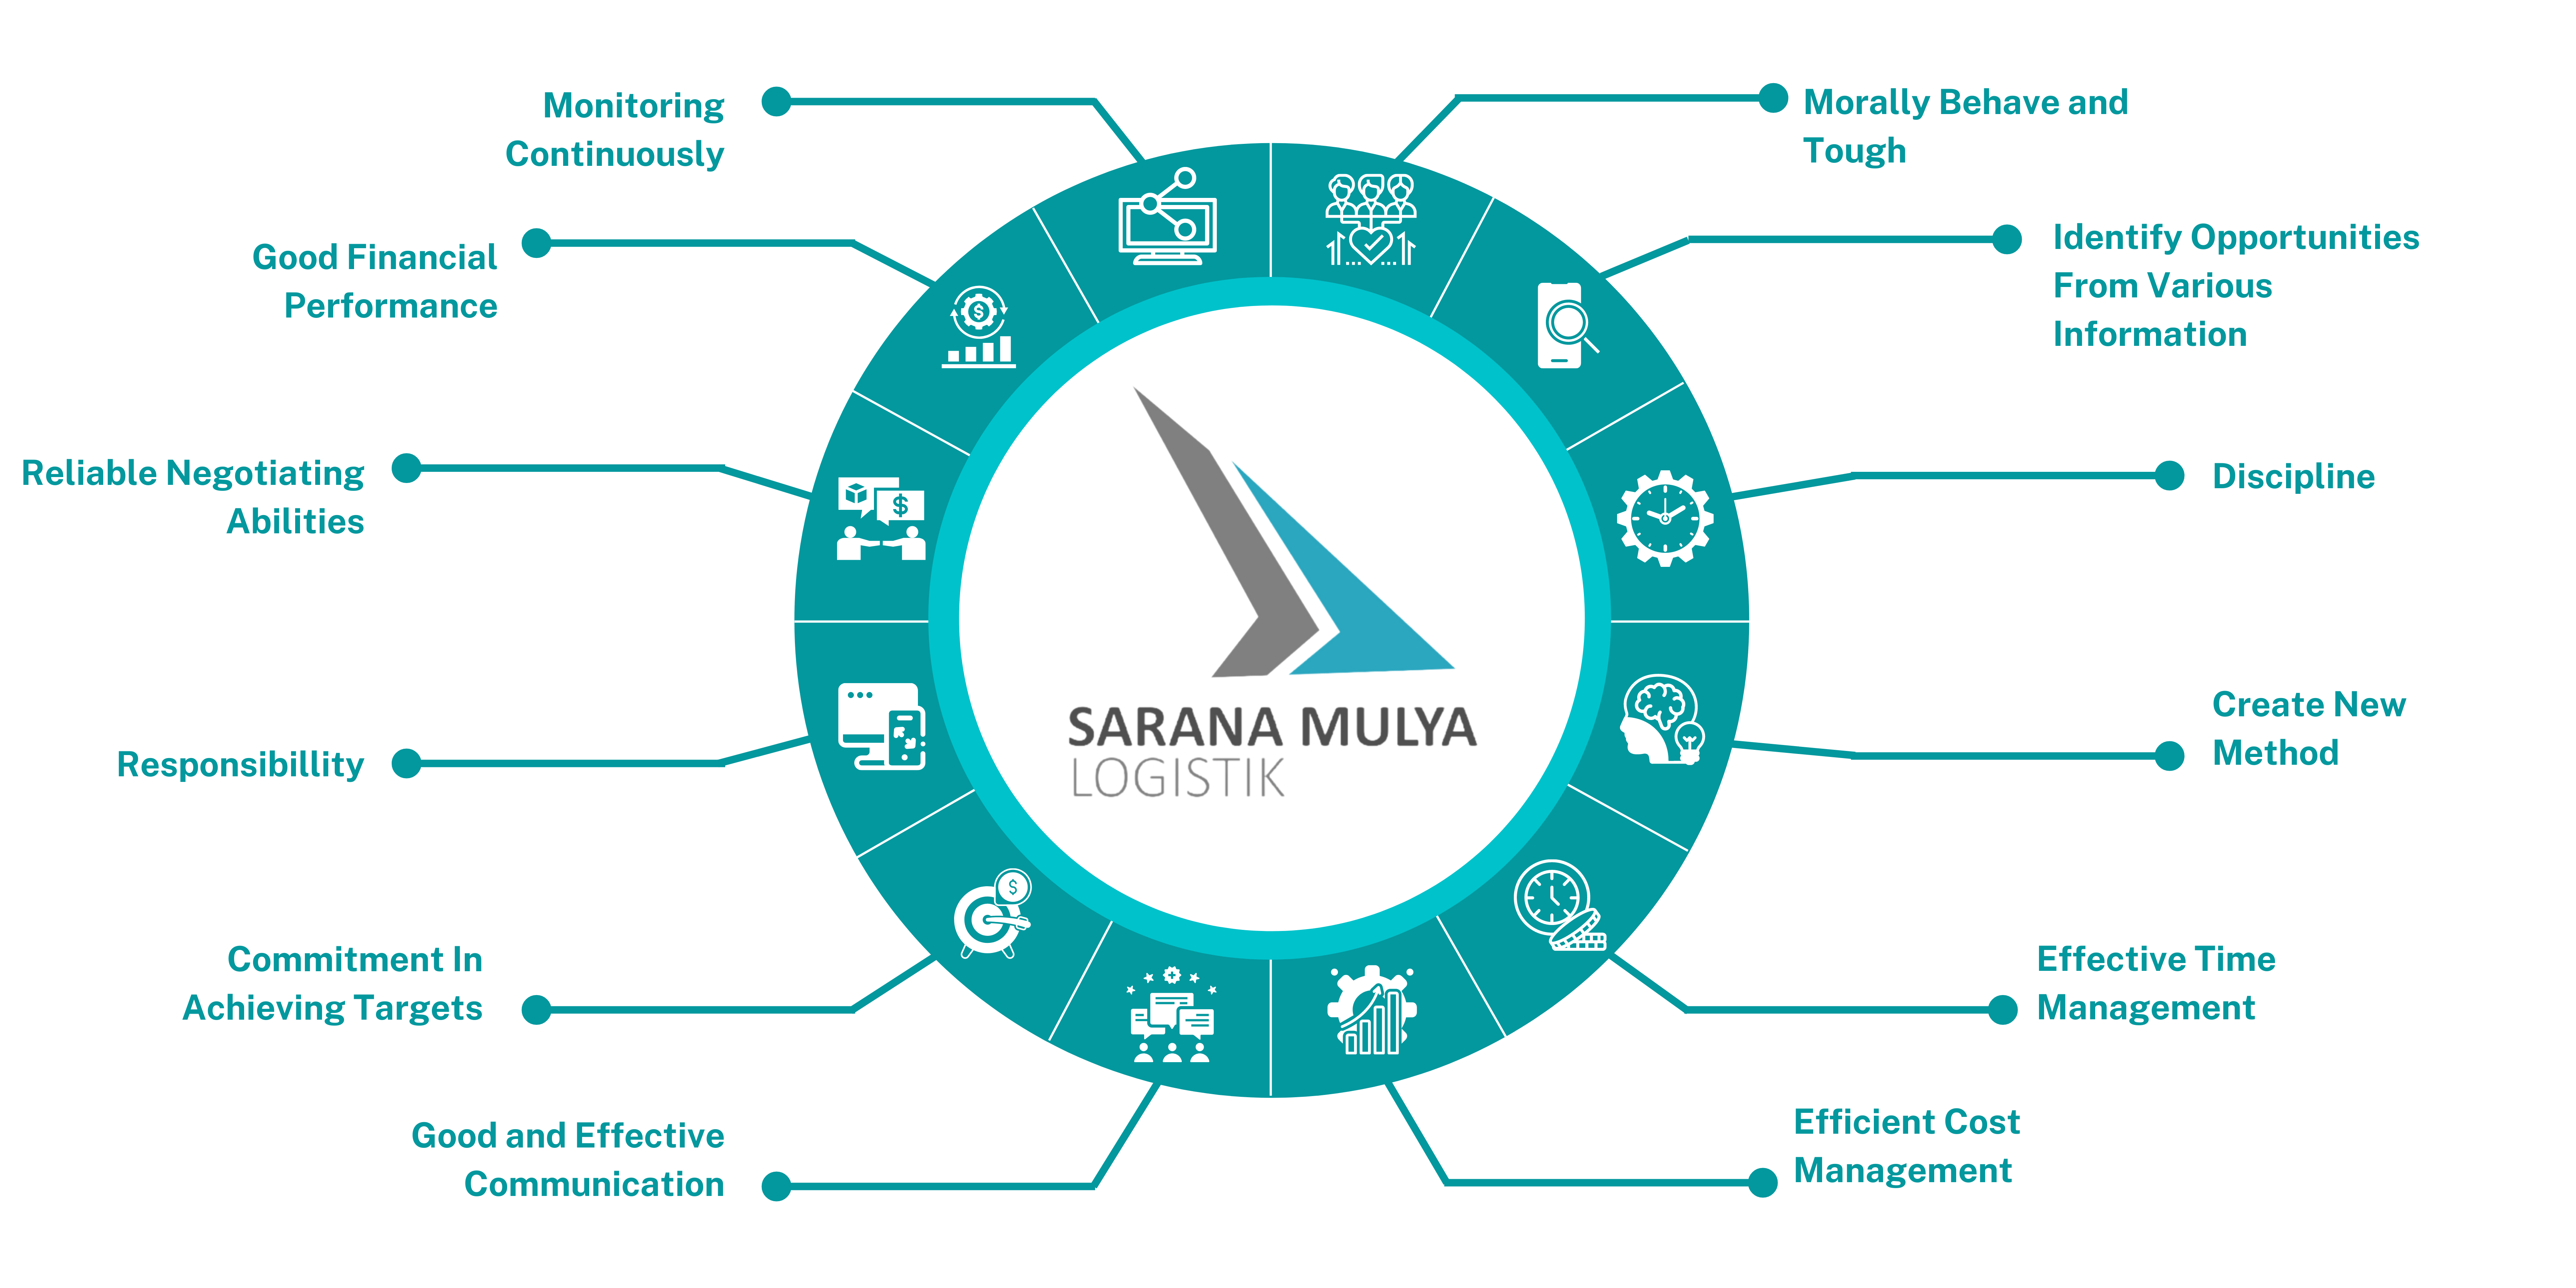 Monitoring
Continuously
Morally Behave and
Tough
Good Financial
Performance
Identify Opportunities
From Various
Information
Reliable Negotiating
Abilities
Discipline
SARANA MULYA
LOGISTIK
Responsibillity
Create New
Method
Commitment In
Achieving Targets
Effective Time
Management
Good and Effective
Communication
Efficient Cost
Management